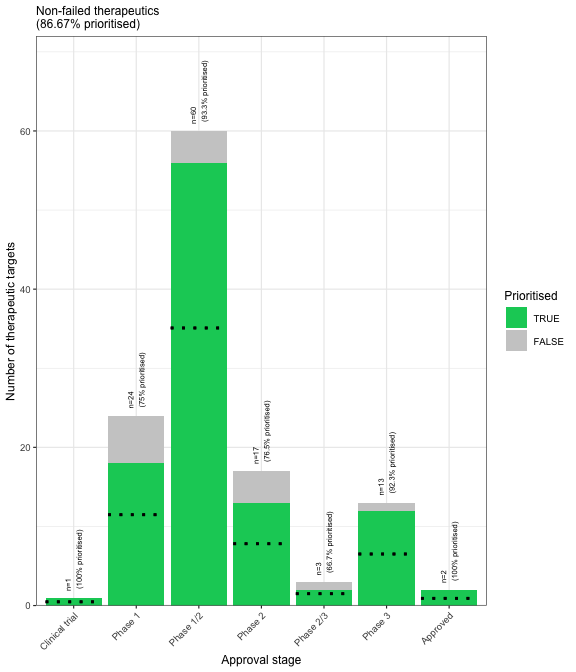 Non-failed therapeutics
(86.67% prioritised)
Number of therapeutic targets
60
40
20
0
n=1
(100% prioritised)
n=24
(75% prioritised)
n=60
(93.3% prioritised)
n=17
(76.5% prioritised)
n=3
(66.7% prioritised)
n=13
(92.3% prioritised)
n=2
(100% prioritised)
Clinical trial
Phase 1
Phase 1/2
Phase 2
Phase 2/3
Phase 3
Approved
Approval stage
Prioritised
TRUE
FALSE